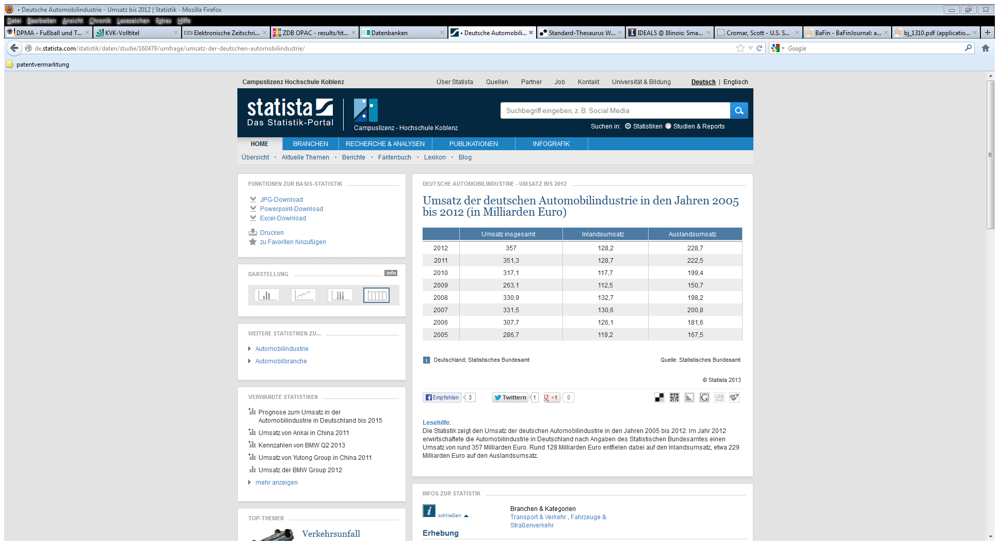 • Deutsche Automobilindustrie - Umsatz bis 2012 | Statistik - Mozilla Firefox
Datei Bearbeiten Ansicht Chronik Lesezeichen Extras Hilfe
DPMA - Fußball und T... KVK-Volltitel EZB Elektronische Zeitschri... ZDB OPAC - results/tit... Datenbanken • Deutsche Automobili... Standard-Thesaurus W... IDEALS @ Illinois: Sma... Cromar, Scott - U.S. S... BaFin - BaFinJournal: a... bj_1310.pdf (applicatio...
de.statista.com/statistik/daten/studie/160479/umfrage/umsatz-der-deutschen-automobilindustrie/ Google
patentvermarktung
Campuslizenz Hochschule Koblenz Über Statista Quellen Partner Job Kontakt Universität & Bildung Deutsch | Englisch
statista
Das Statistik-Portal
Campuslizenz - Hochschule Koblenz
Suchbegriff eingeben, z. B. Social Media
Suchen in: Statistiken Studien & Reports
HOME BRANCHEN RECHERCHE & ANALYSEN PUBLIKATIONEN INFOGRAFIK
Übersicht • Aktuelle Themen • Berichte • Faktenbuch • Lexikon • Blog
FUNKTIONEN ZUR BASIS-STATISTIK
JPG-Download
Powerpoint-Download
Excel-Download
Drucken
zu Favoriten hinzufügen
DARSTELLUNG info
WEITERE STATISTIKEN ZU...
Automobilindustrie
Automobilbranche
VERWANDTE STATISTIKEN
Prognose zum Umsatz in der
Automobilindustrie in Deutschland bis 2015
Umsatz von Ankai in China 2011
Kennzahlen von BMW Q2 2013
Umsatz von Yutong Group in China 2011
Umsatz der BMW Group 2012
mehr anzeigen
TOP-THEMEN
Verkehrsunfall
DEUTSCHE AUTOMOBILINDUSTRIE - UMSATZ BIS 2012
Umsatz der deutschen Automobilindustrie in den Jahren 2005
bis 2012 (in Milliarden Euro)
Umsatz insgesamt Inlandsumsatz Auslandsumsatz
2012 357 128,2 228,7
2011 351,3 128,7 222,5
2010 317,1 117,7 199,4
2009 263,1 112,5 150,7
2008 330,9 132,7 198,2
2007 331,5 130,6 200,8
2006 307,7 126,1 181,6
2005 286,7 119,2 167,5
i Deutschland; Statistisches Bundesamt Quelle: Statistisches Bundesamt
© Statista 2013
Empfehlen 3 Twittern 1 g +1 0 G
Lesehilfe:
Die Statistik zeigt den Umsatz der deutschen Automobilindustrie in den Jahren 2005 bis 2012. Im Jahr 2012
erwirtschaftete die Automobilindustrie in Deutschland nach Angaben des Statistischen Bundesamtes einen
Umsatz von rund 357 Milliarden Euro. Rund 128 Milliarden Euro entfielen dabei auf den Inlandsumsatz, etwa 229
Milliarden Euro auf den Auslandsumsatz.
INFOS ZUR STATISTIK
i schließen
Branchen & Kategorien
Transport & Verkehr , Fahrzeuge &
Straßenverkehr
Erhebung